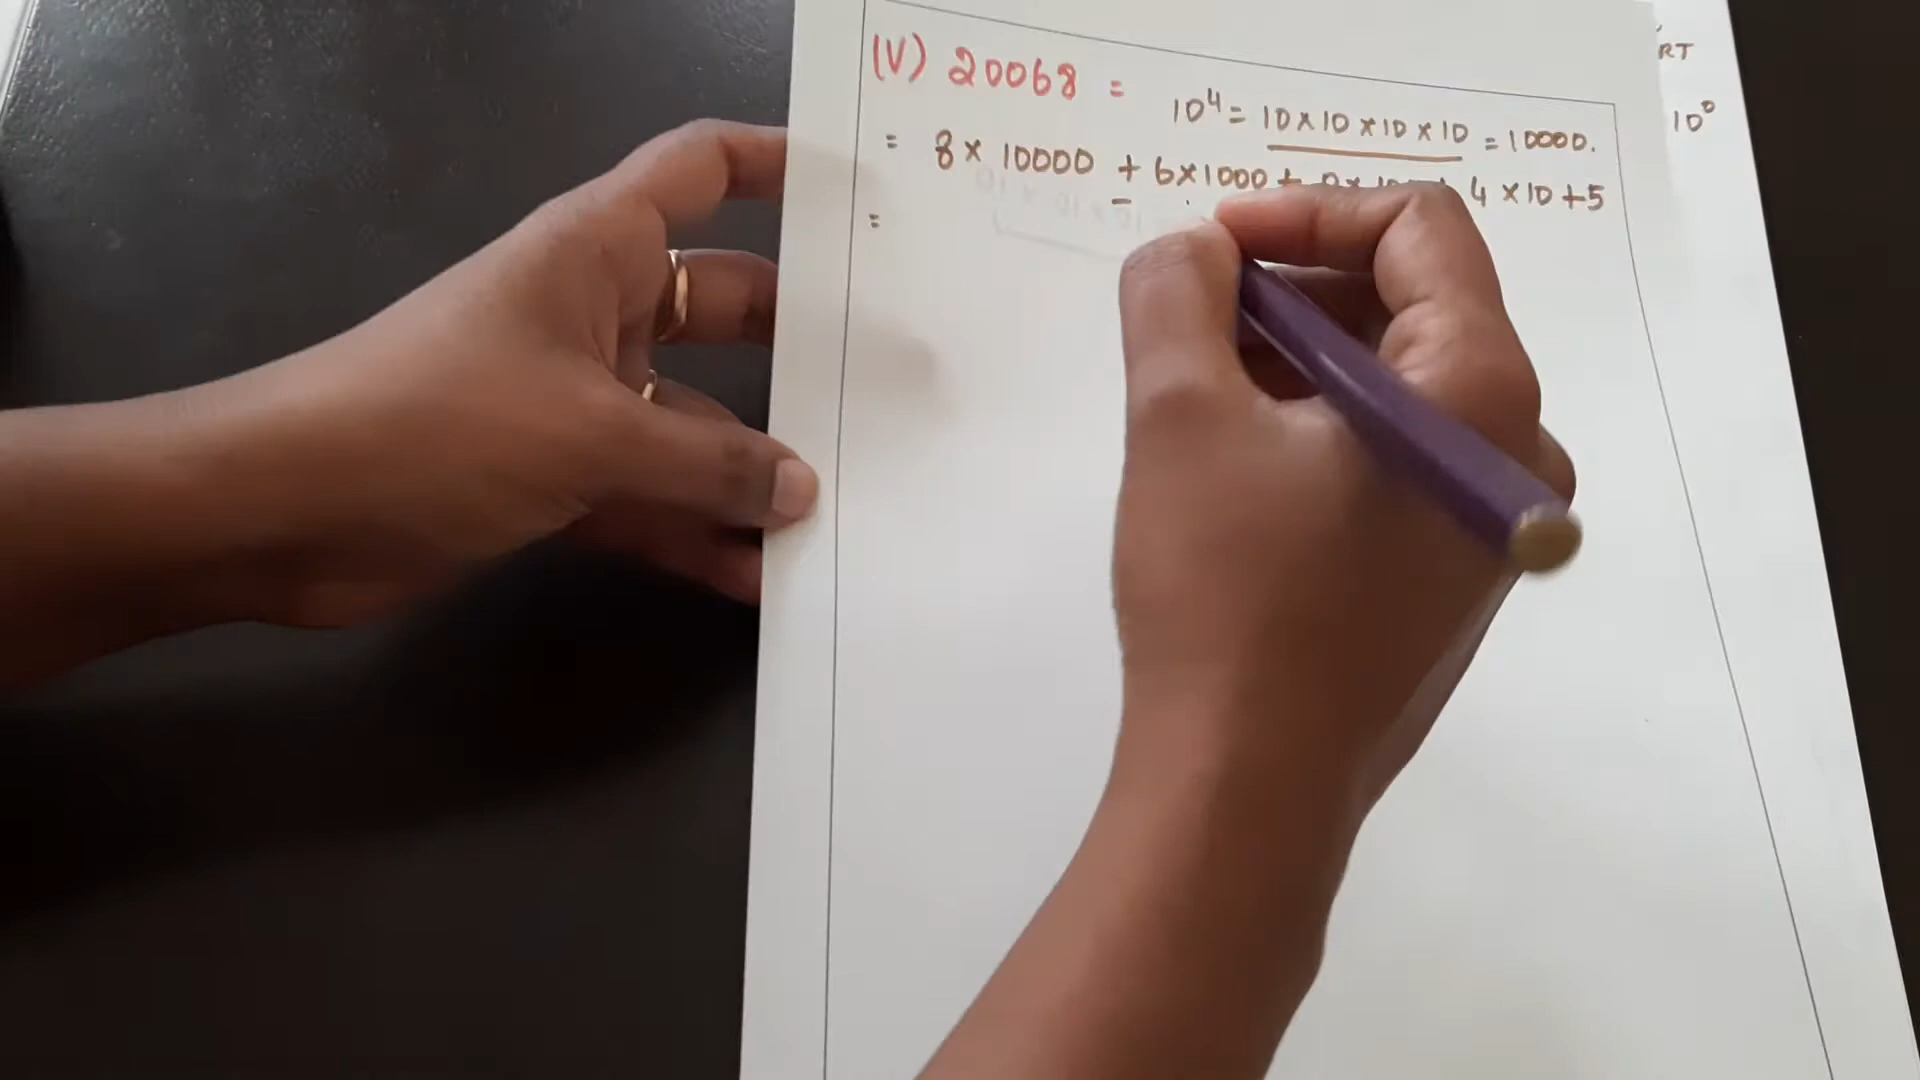 (V) 20068 =
10⁴ = 10 × 10 × 10 × 10 = 10000.
= 8 × 10000 + 6 × 1000 + 4 × 10 + 5
=
RT
10⁰